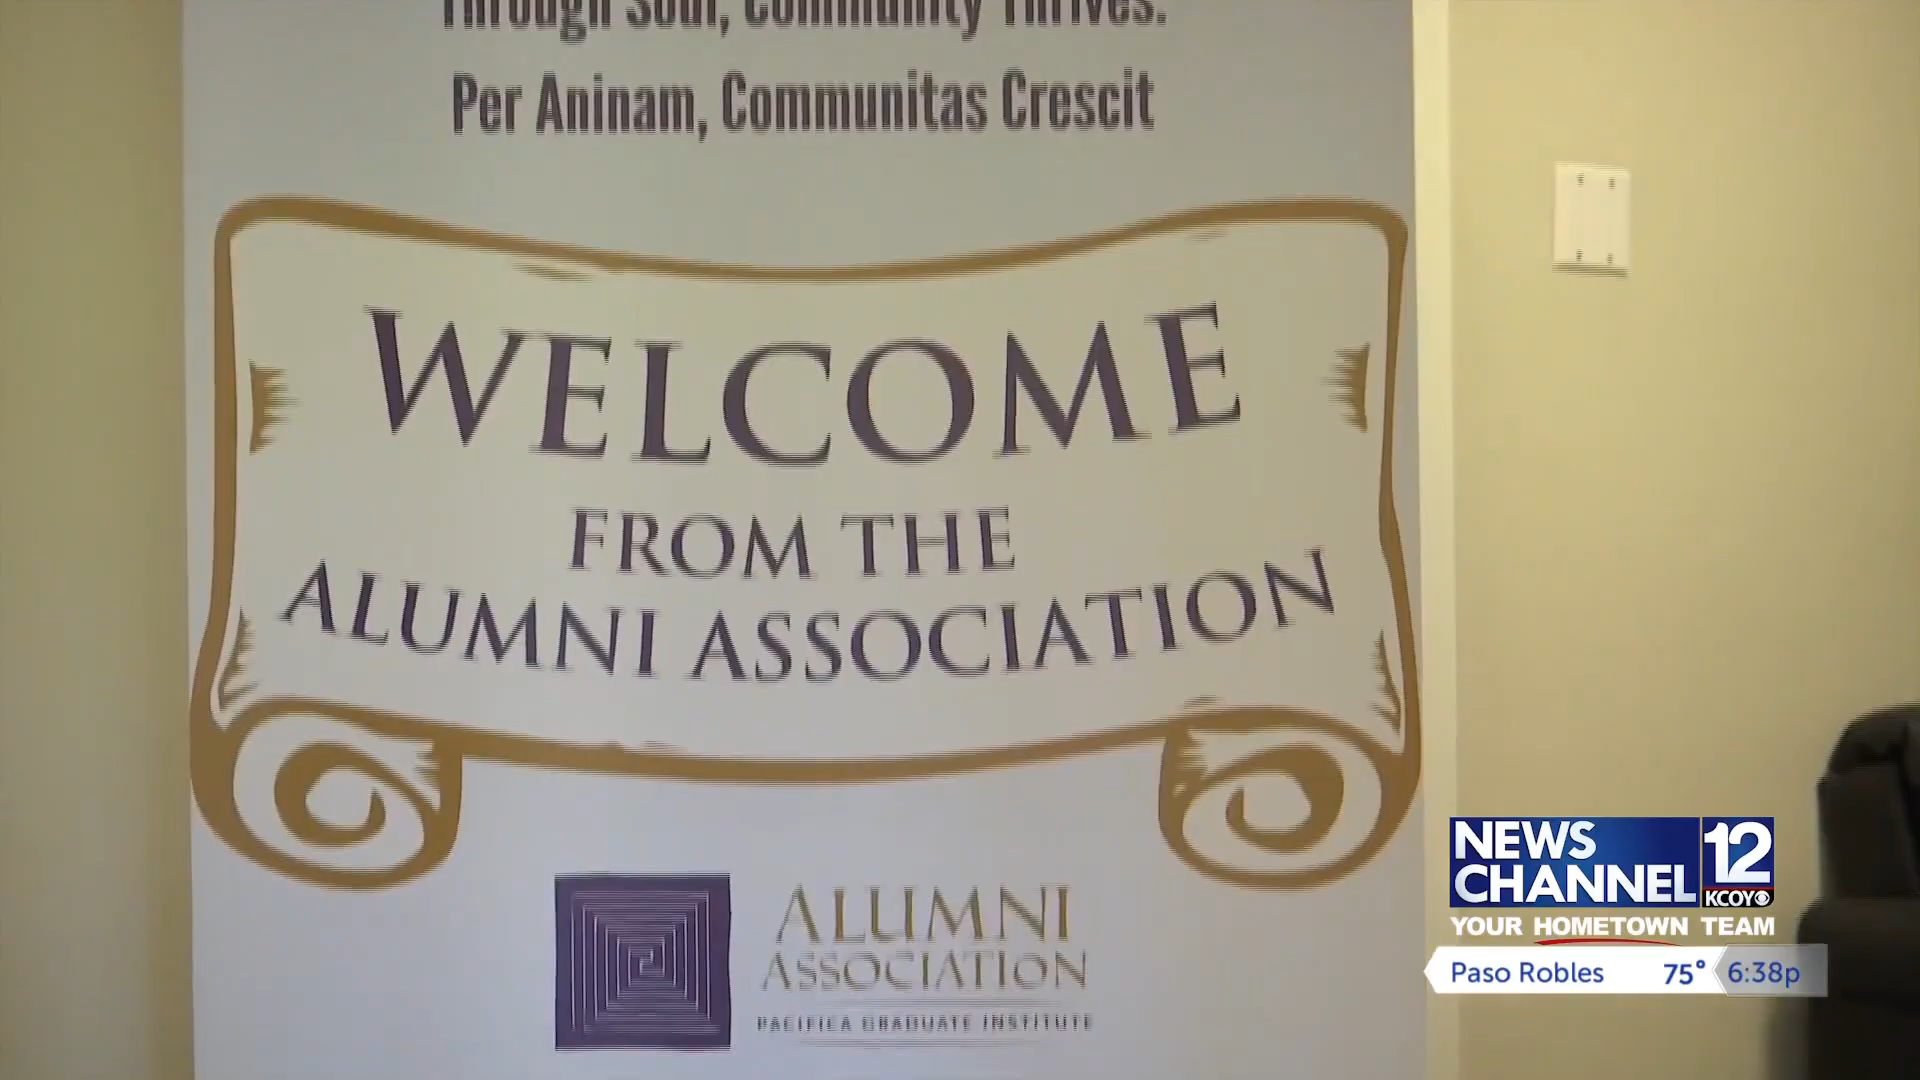 Through Soul, Community Thrives.
Per Aninam, Communitas Crescit
WELCOME
FROM THE
ALUMNI ASSOCIATION
ALUMNI
ASSOCIATION
PACIFICA GRADUATE INSTITUTE
NEWS
CHANNEL 12
KCOY
YOUR HOMETOWN TEAM
Paso Robles 75° 6:38p